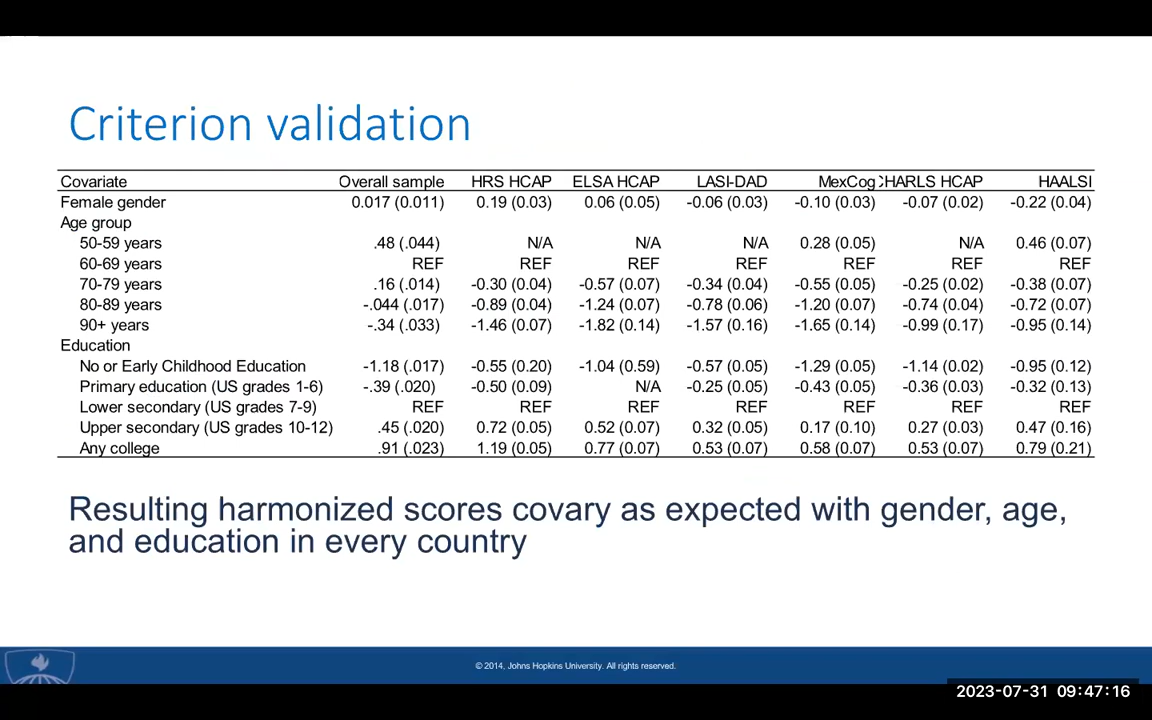 Criterion validation
Covariate Overall sample HRS HCAP ELSA HCAP LASI-DAD MexCog CHARLS HCAP HAALSI
Female gender 0.017 (0.011) 0.19 (0.03) 0.06 (0.05) -0.06 (0.03) -0.10 (0.03) -0.07 (0.02) -0.22 (0.04)
Age group
50-59 years .48 (.044) N/A N/A N/A 0.28 (0.05) N/A 0.46 (0.07)
60-69 years REF REF REF REF REF REF REF
70-79 years .16 (.014) -0.30 (0.04) -0.57 (0.07) -0.34 (0.04) -0.55 (0.05) -0.25 (0.02) -0.38 (0.07)
80-89 years -.044 (.017) -0.89 (0.04) -1.24 (0.07) -0.78 (0.06) -1.20 (0.07) -0.74 (0.04) -0.72 (0.07)
90+ years -.34 (.033) -1.46 (0.07) -1.82 (0.14) -1.57 (0.16) -1.65 (0.14) -0.99 (0.17) -0.95 (0.14)
Education
No or Early Childhood Education -1.18 (.017) -0.55 (0.20) -1.04 (0.59) -0.57 (0.05) -1.29 (0.05) -1.14 (0.02) -0.95 (0.12)
Primary education (US grades 1-6) -.39 (.020) -0.50 (0.09) N/A -0.25 (0.05) -0.43 (0.05) -0.36 (0.03) -0.32 (0.13)
Lower secondary (US grades 7-9) REF REF REF REF REF REF REF
Upper secondary (US grades 10-12) .45 (.020) 0.72 (0.05) 0.52 (0.07) 0.32 (0.05) 0.17 (0.10) 0.27 (0.03) 0.47 (0.16)
Any college .91 (.023) 1.19 (0.05) 0.77 (0.07) 0.53 (0.07) 0.58 (0.07) 0.53 (0.07) 0.79 (0.21)
Resulting harmonized scores covary as expected with gender, age,
and education in every country
© 2014, Johns Hopkins University. All rights reserved.
2023-07-31 09:47:16